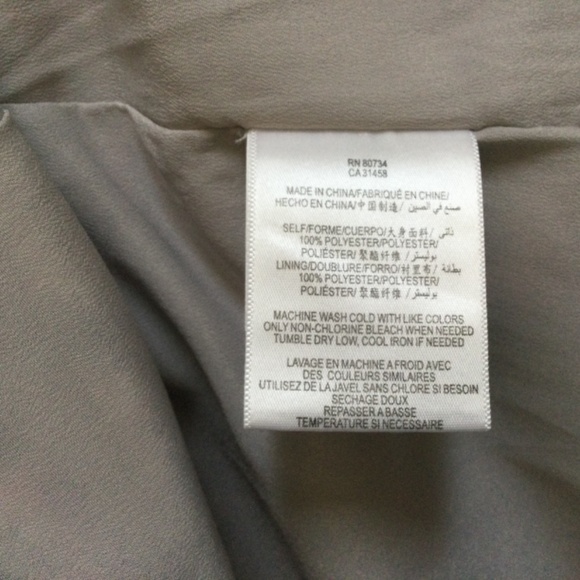 RN 80734
CA31458
MADE IN CHINA/FABRIQUÉ EN CHINE/
HECHO EN CHINA/中国制造/ صنع في الصين
SELF/FORME/CUERPO/大身面料/ ذاتى
100% POLYESTER/POLYESTER/
POLIÉSTER/聚酯纤维 / بوليستر
LINING/DOUBLURE/FORRO/衬里布/ بطانة
100% POLYESTER/POLYESTER/
POLIÉSTER/ 聚酯纤维 / بوليستر
MACHINE WASH COLD WITH LIKE COLORS
ONLY NON-CHLORINE BLEACH WHEN NEEDED
TUMBLE DRY LOW, COOL IRON IF NEEDED
LAVAGE EN MACHINE A FROID AVEC
DES COULEURS SIMILAIRES
UTILISEZ DE LA JAVEL SANS CHLORE SI BESOIN
SECHAGE DOUX
REPASSER A BASSE
TEMPERATURE SI NECESSAIRE